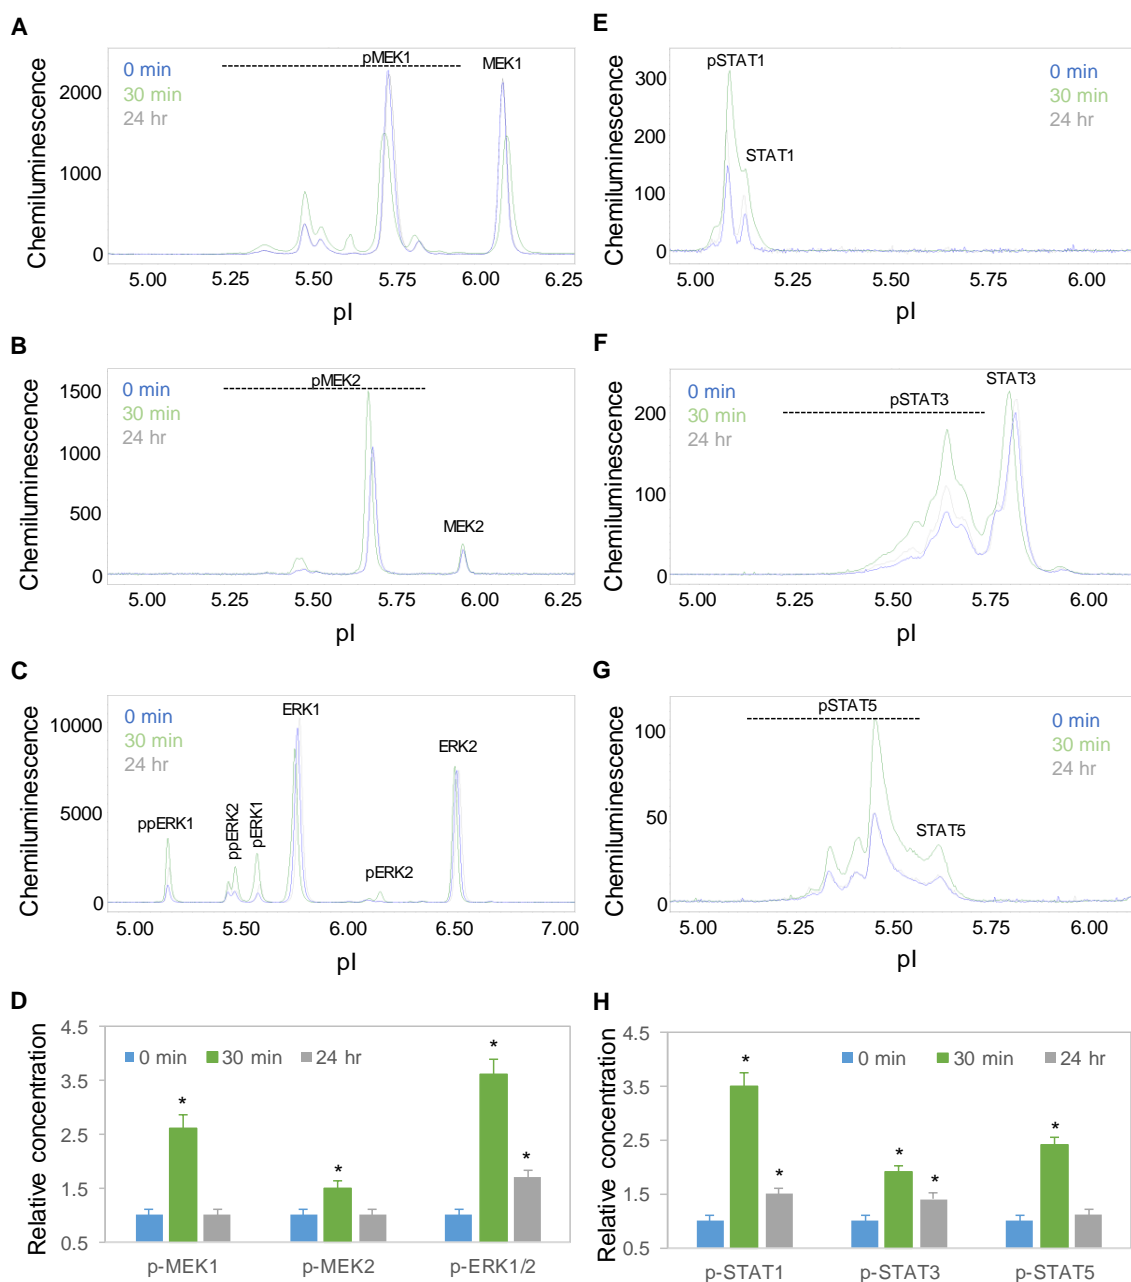 A
Chemiluminescence
2000
1000
0
0 min
30 min
24 hr
pMEK1
MEK1
5.00 5.25 5.50 5.75 6.00 6.25
pI
B
Chemiluminescence
1500
1000
500
0
0 min
30 min
24 hr
pMEK2
MEK2
5.00 5.25 5.50 5.75 6.00 6.25
pI
C
Chemiluminescence
10000
5000
0
0 min
30 min
24 hr
ppERK1
ppERK2
pERK1
ERK1
pERK2
ERK2
5.00 5.50 6.00 6.50 7.00
pI
D
Relative concentration
4.5
3.5
2.5
1.5
0.5
0 min 30 min 24 hr
*
*
*
*
p-MEK1 p-MEK2 p-ERK1/2
E
Chemiluminescence
300
200
100
0
pSTAT1
STAT1
0 min
30 min
24 hr
5.00 5.25 5.50 5.75 6.00
pI
F
Chemiluminescence
200
100
0
0 min
30 min
24 hr
pSTAT3
STAT3
5.00 5.25 5.50 5.75 6.00
pI
G
Chemiluminescence
100
50
0
pSTAT5
STAT5
0 min
30 min
24 hr
5.00 5.25 5.50 5.75 6.00
pI
H
Relative concentration
4.5
3.5
2.5
1.5
0.5
0 min 30 min 24 hr
*
*
*
*
*
p-STAT1 p-STAT3 p-STAT5